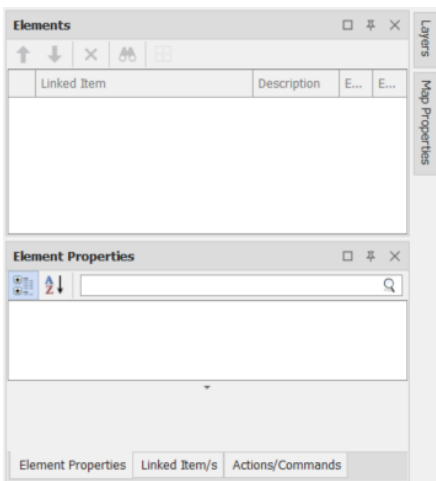 Elements
Linked Item
Description
E...
E...
Element Properties
Element Properties
Linked Item/s
Actions/Commands
Layers
Map Properties